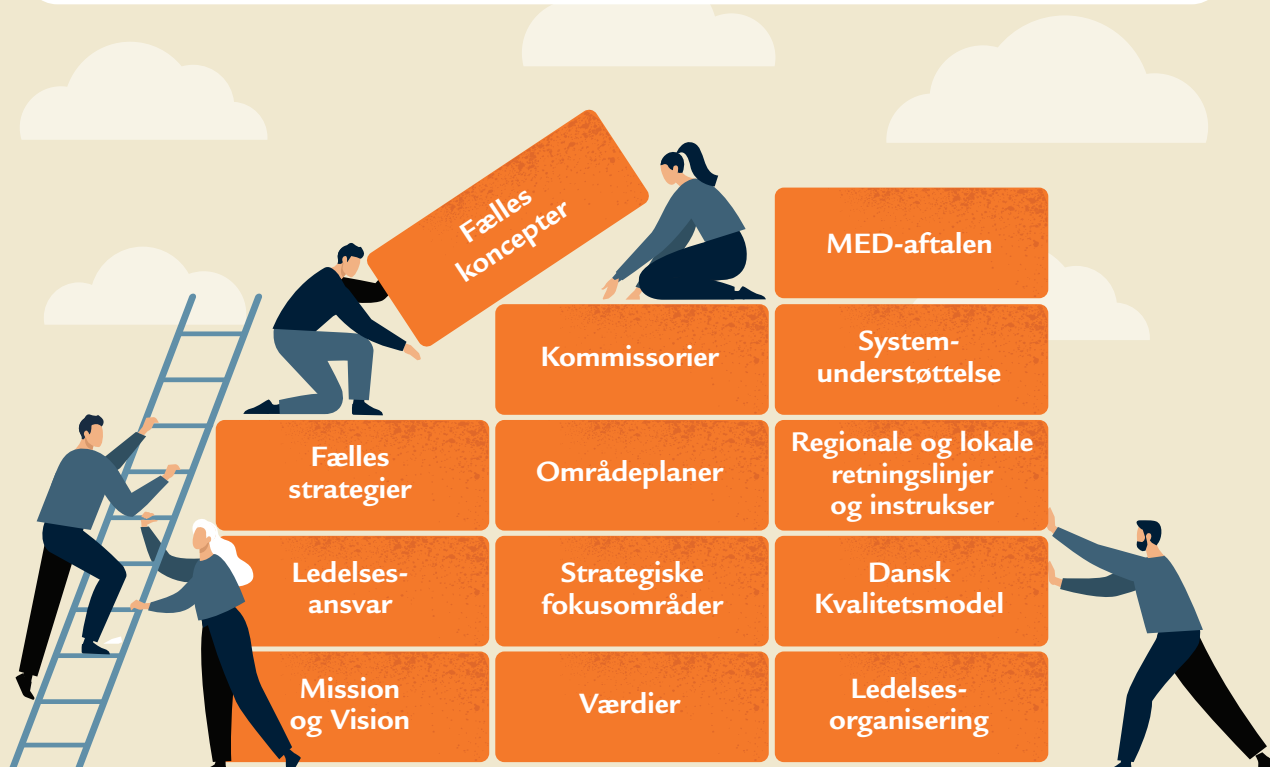 Fælles
koncepter
MED-aftalen
Kommissorier
System-
understøttelse
Fælles
strategier
Områdeplaner
Regionale og lokale
retningslinjer
og instrukser
Ledelses-
ansvar
Strategiske
fokusområder
Dansk
Kvalitetsmodel
Mission
og Vision
Værdier
Ledelses-
organisering